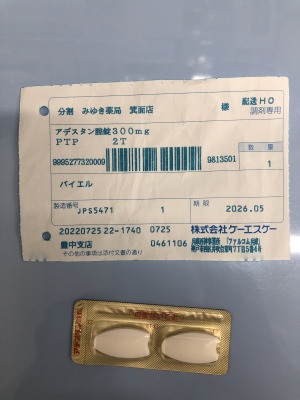 分割 みゆき薬局 箕面店 様 配送HO
調剤専用
アデスタン腟錠300mg
PTP 2T
数量
9995277320009 9813501 1
バイエル
製造番号 JPS5471 1 期限 2026.05
20220725 22-1740 0725 株式会社ケーエスケー
豊中支店 0461106
その他の事項は添付文書の通り